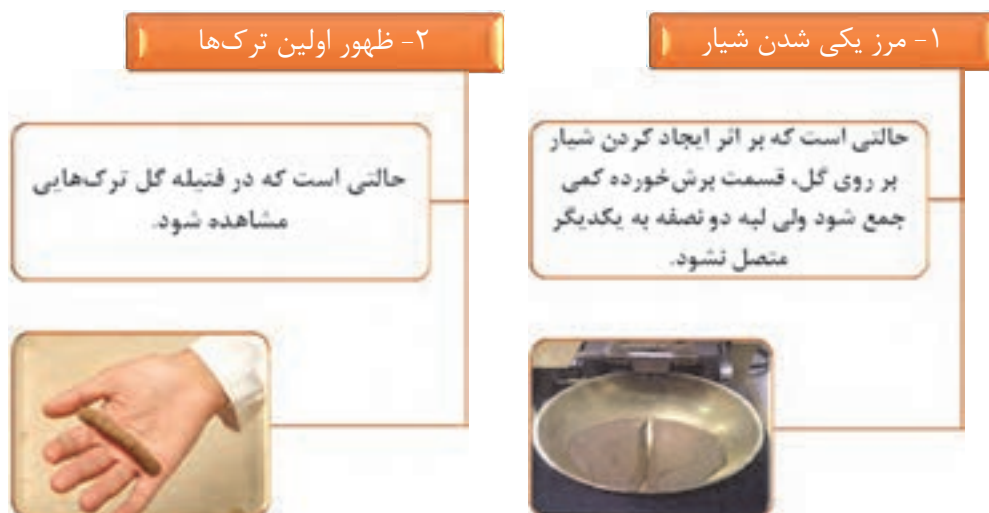 ۱- مرز یکی شدن شیار
حالتی است که بر اثر ایجاد کردن شیار
بر روی گل، قسمت برش‌خورده کمی
جمع شود ولی لبه دو نصفه به یکدیگر
متصل نشود.
۲- ظهور اولین ترک‌ها
حالتی است که در فتیله گل ترک‌هایی
مشاهده شود.